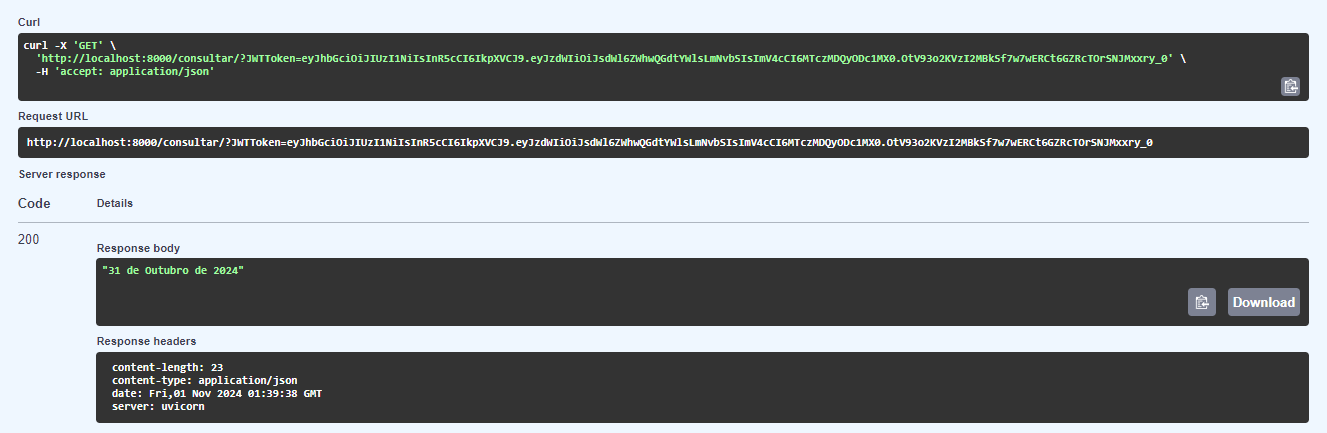 Curl
curl -X 'GET' \
'http://localhost:8000/consultar/?JWTToken=eyJhbGciOiJIUzI1NiIsInR5cCI6IkpXVCJ9.eyJzdWIiOiJsdWl6ZWhwQGdtYWlsLmNvbSIsImV4cCI6MTczMDQyODc1MX0.OtV93o2KVzI2MBkSf7w7wERCt6GZRcTOrSNJMxxry_0' \
-H 'accept: application/json'
Request URL
http://localhost:8000/consultar/?JWTToken=eyJhbGciOiJIUzI1NiIsInR5cCI6IkpXVCJ9.eyJzdWIiOiJsdWl6ZWhwQGdtYWlsLmNvbSIsImV4cCI6MTczMDQyODc1MX0.OtV93o2KVzI2MBkSf7w7wERCt6GZRcTOrSNJMxxry_0
Server response
Code Details
200
Response body
"31 de Outubro de 2024"
Download
Response headers
content-length: 23
content-type: application/json
date: Fri,01 Nov 2024 01:39:38 GMT
server: uvicorn